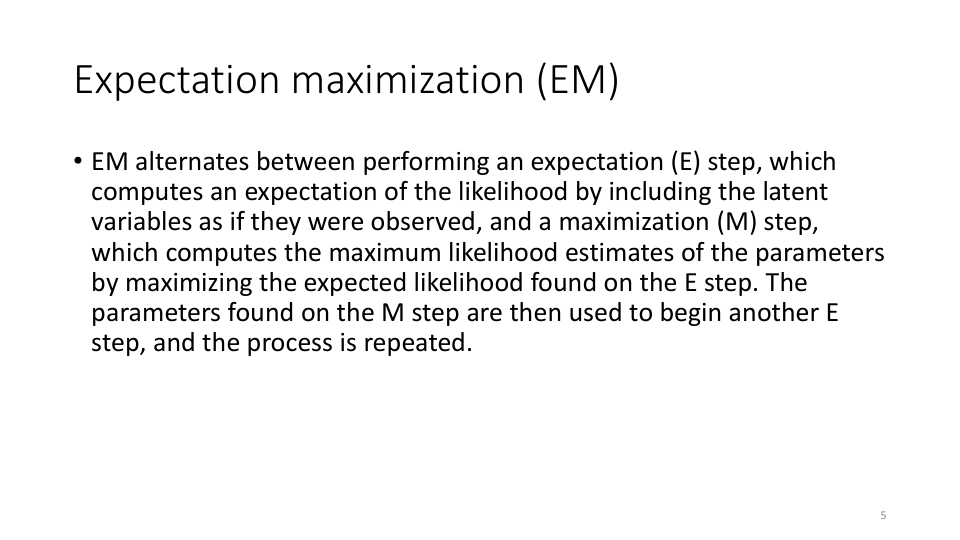 Expectation maximization (EM)
• EM alternates between performing an expectation (E) step, which
computes an expectation of the likelihood by including the latent
variables as if they were observed, and a maximization (M) step,
which computes the maximum likelihood estimates of the parameters
by maximizing the expected likelihood found on the E step. The
parameters found on the M step are then used to begin another E
step, and the process is repeated.
5